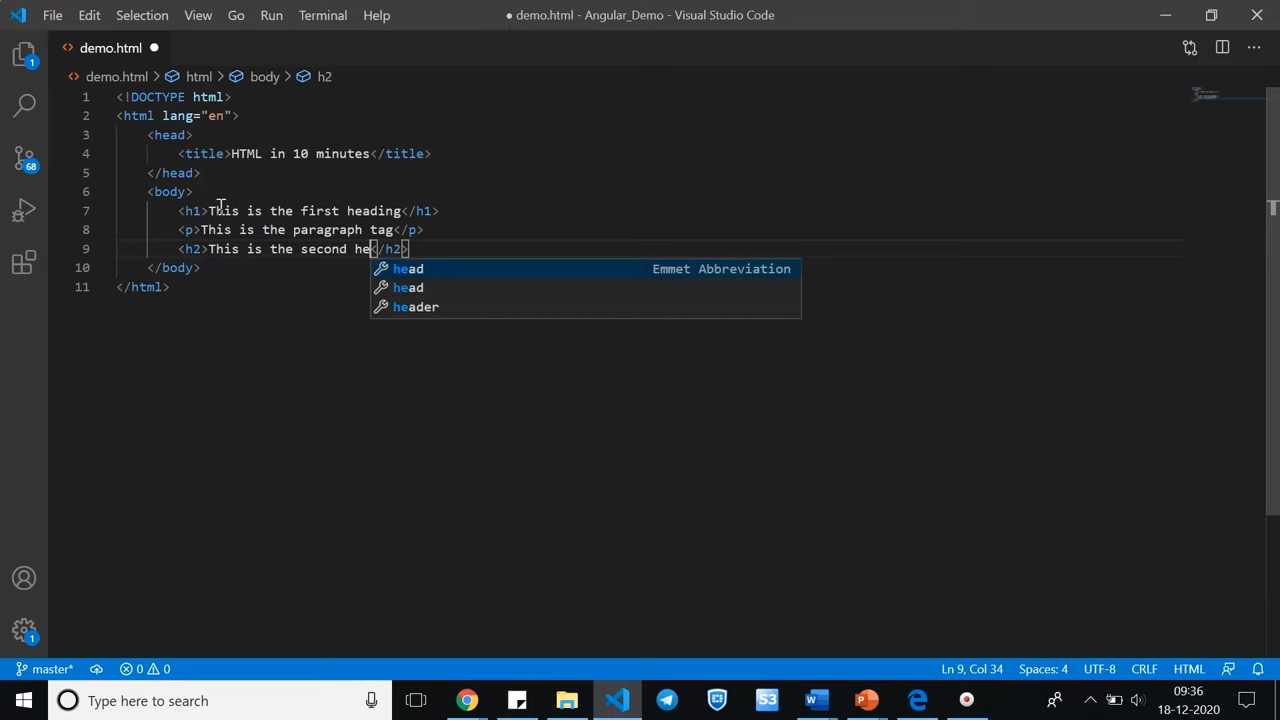 File Edit Selection View Go Run Terminal Help ● demo.html - Angular_Demo - Visual Studio Code
demo.html
demo.html > html > body > h2
1 <!DOCTYPE html>
2 <html lang="en">
3 <head>
4 <title>HTML in 10 minutes</title>
5 </head>
6 <body>
7 <h1>This is the first heading</h1>
8 <p>This is the paragraph tag</p>
9 <h2>This is the second he</h2>
head Emmet Abbreviation
head
header
10 </body>
11 </html>
1
68
1
master* 0 0 Ln 9, Col 34 Spaces: 4 UTF-8 CRLF HTML
Type here to search S3 09:36
18-12-2020